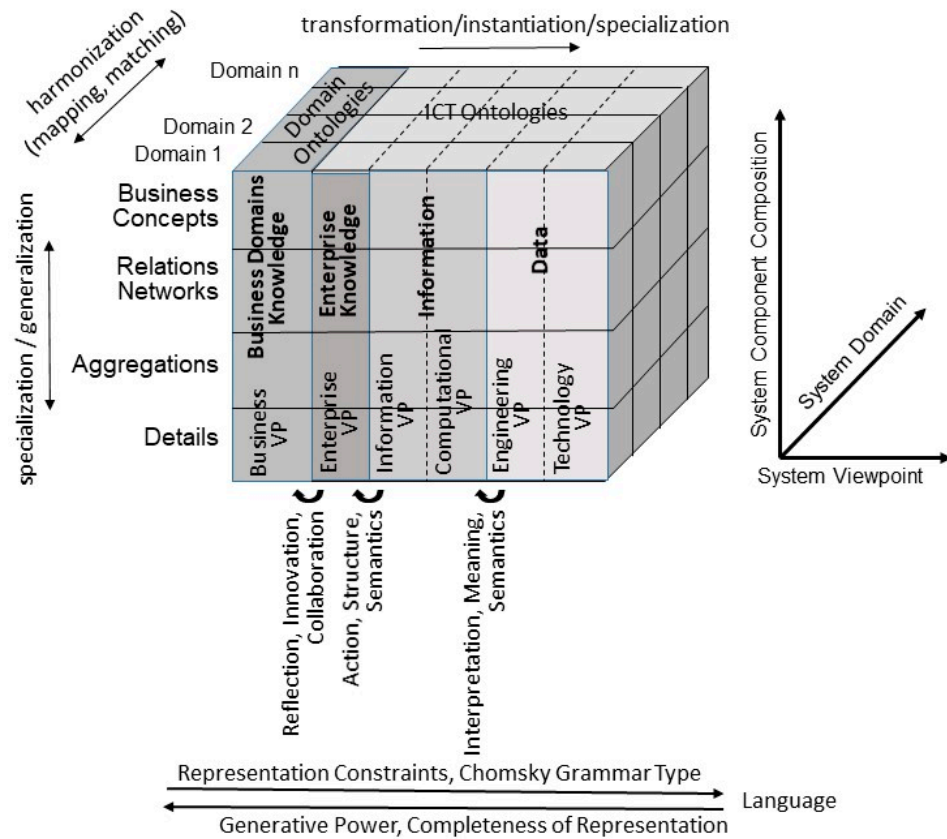 transformation/instantiation/specialization
harmonization
(mapping, matching)
Domain n
Domain 2
Domain 1
Domain
Ontologies
ICT Ontologies
specialization / generalization
Business
Concepts
Relations
Networks
Aggregations
Details
Business Domains
Knowledge
Enterprise
Knowledge
Information
Data
Business
VP
Enterprise
VP
Information
VP
Computational
VP
Engineering
VP
Technology
VP
System Component Composition
System Domain
System Viewpoint
Reflection, Innovation,
Collaboration
Action, Structure,
Semantics
Interpretation, Meaning,
Semantics
Representation Constraints, Chomsky Grammar Type
Language
Generative Power, Completeness of Representation